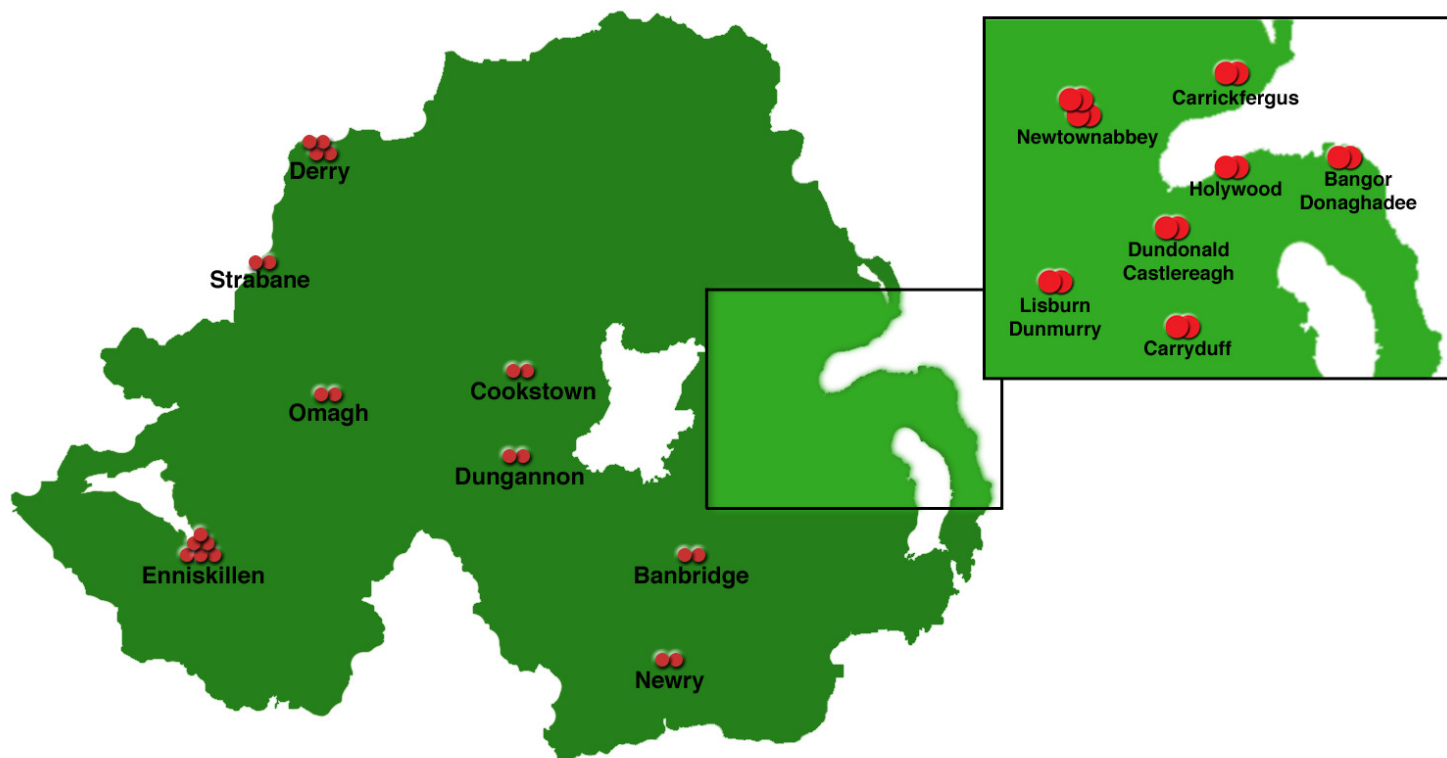 Derry
Strabane
Omagh
Cookstown
Dungannon
Enniskillen
Banbridge
Newry
Carrickfergus
Newtownabbey
Holywood
Bangor
Donaghadee
Dundonald
Castlereagh
Lisburn
Dunmurry
Carryduff